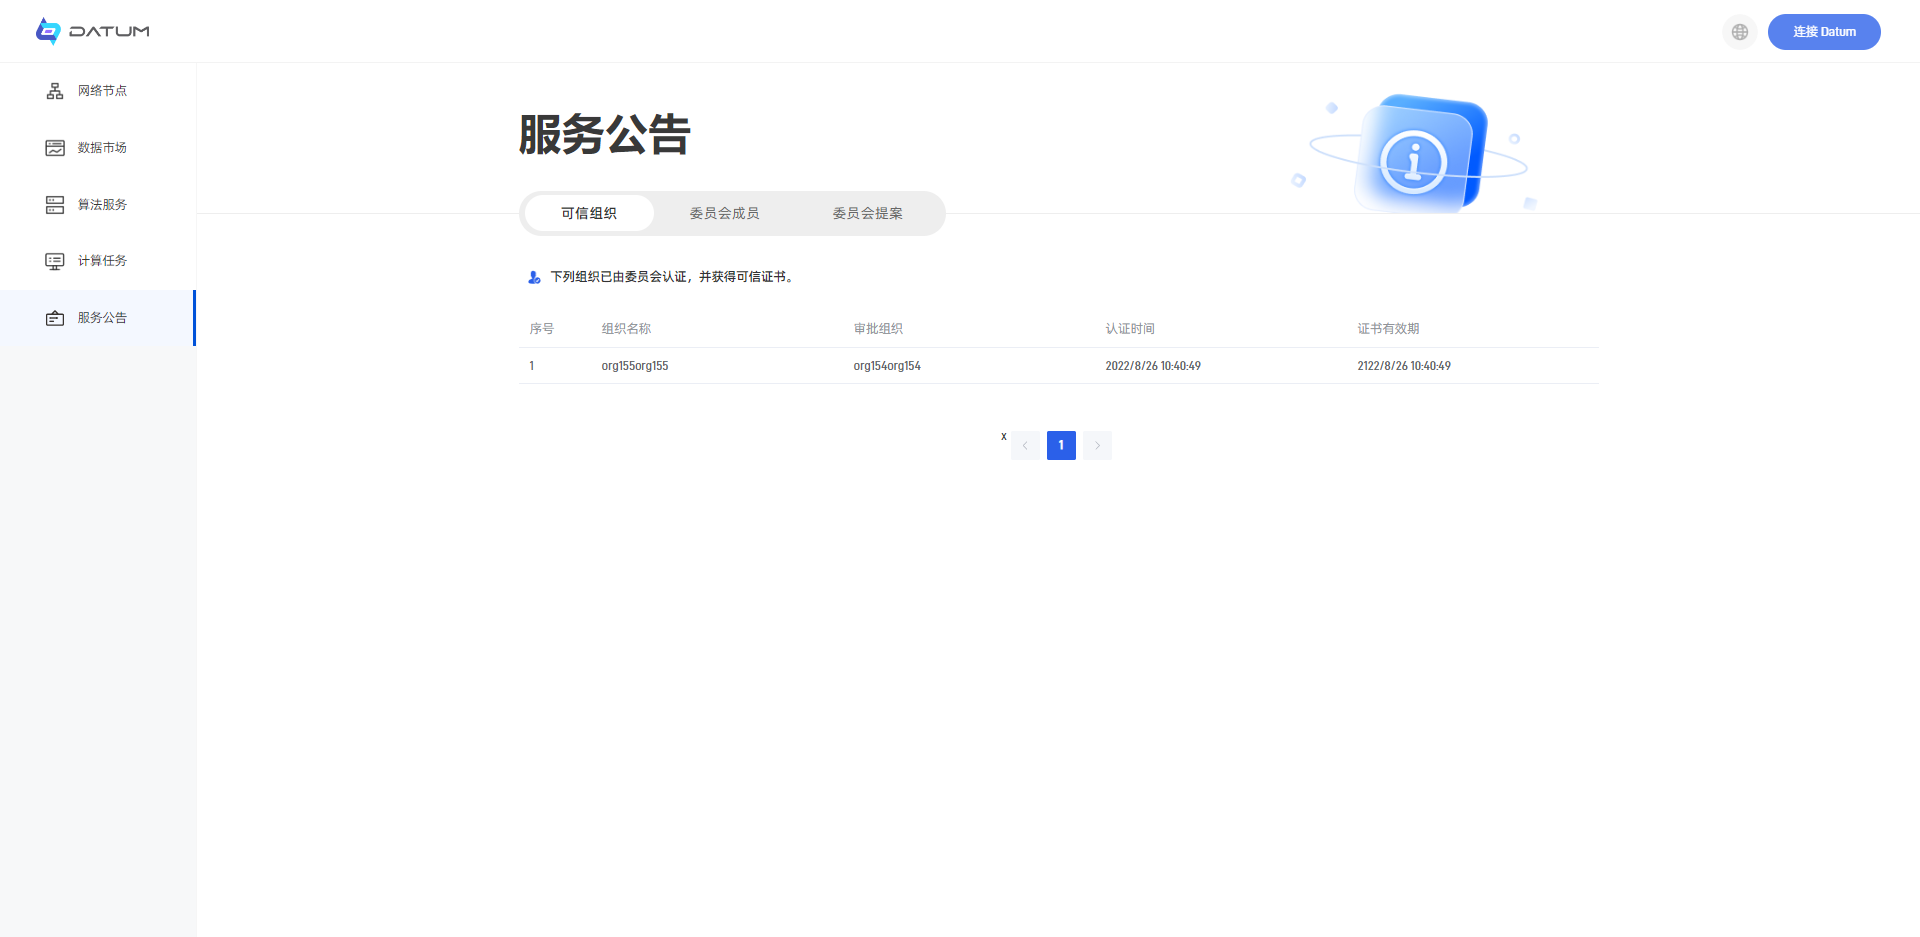 DATUM
连接 Datum
网络节点
数据市场
算法服务
计算任务
服务公告
服务公告
可信组织 委员会成员 委员会提案
下列组织已由委员会认证，并获得可信证书。
序号 组织名称 审批组织 认证时间 证书有效期
1 org155org155 org154org154 2022/8/26 10:40:49 2122/8/26 10:40:49
x < 1 >